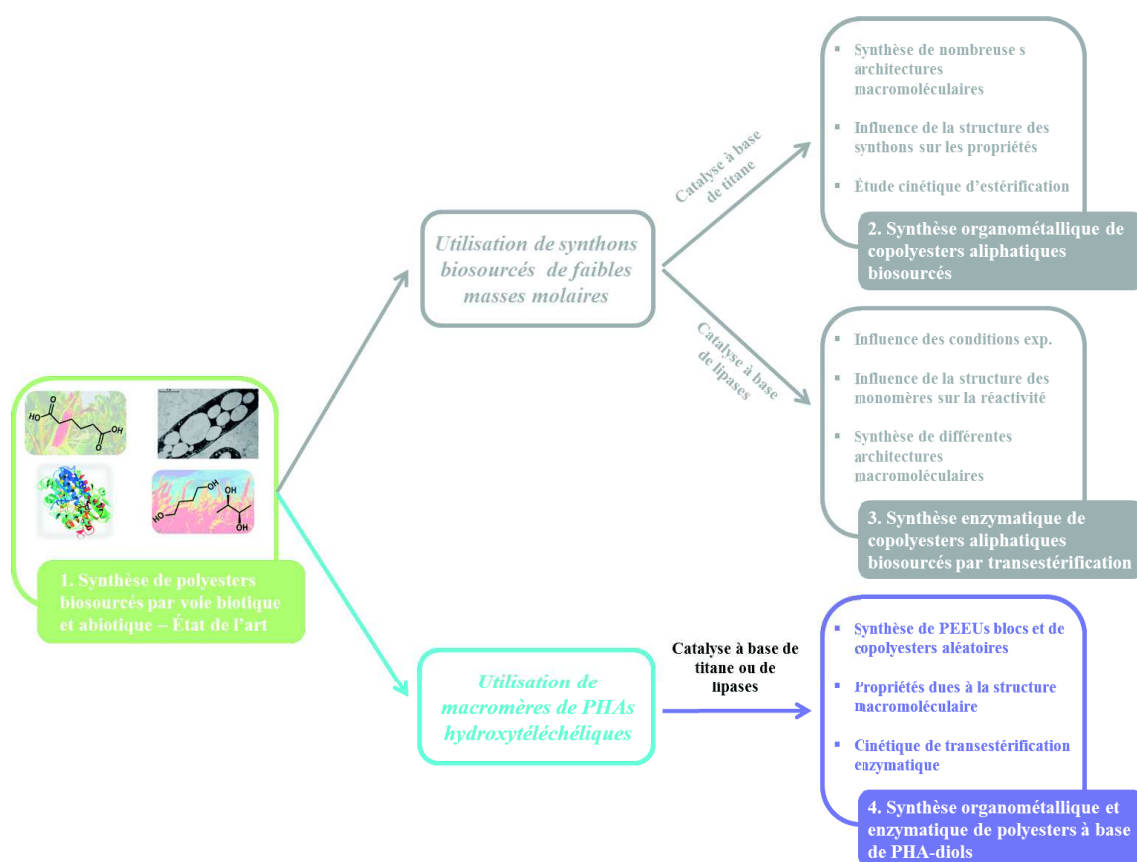 ▪ Synthèse de nombreuse s
architectures
macromoléculaires
▪ Influence de la structure des
synthons sur les propriétés
▪ Étude cinétique d'estérification
2. Synthèse organométallique de
copolyesters aliphatiques
biosourcés
Catalyse à base
de titane
Utilisation de synthons
biosourcés de faibles
masses molaires
Catalyse à base
de lipases
▪ Influence des conditions exp.
▪ Influence de la structure des
monomères sur la réactivité
▪ Synthèse de différentes
architectures
macromoléculaires
3. Synthèse enzymatique de
copolyesters aliphatiques
biosourcés par transestérification
HO
O
O
OH
HO
OH
OH
OH
1. Synthèse de polyesters
biosourcés par voie biotique
et abiotique – État de l'art
Utilisation de
macromères de PHAs
hydroxytéléchéliques
Catalyse à base de
titane ou de
lipases
▪ Synthèse de PEEUs blocs et de
copolyesters aléatoires
▪ Propriétés dues à la structure
macromoléculaire
▪ Cinétique de transestérification
enzymatique
4. Synthèse organométallique et
enzymatique de polyesters à base
de PHA-diols